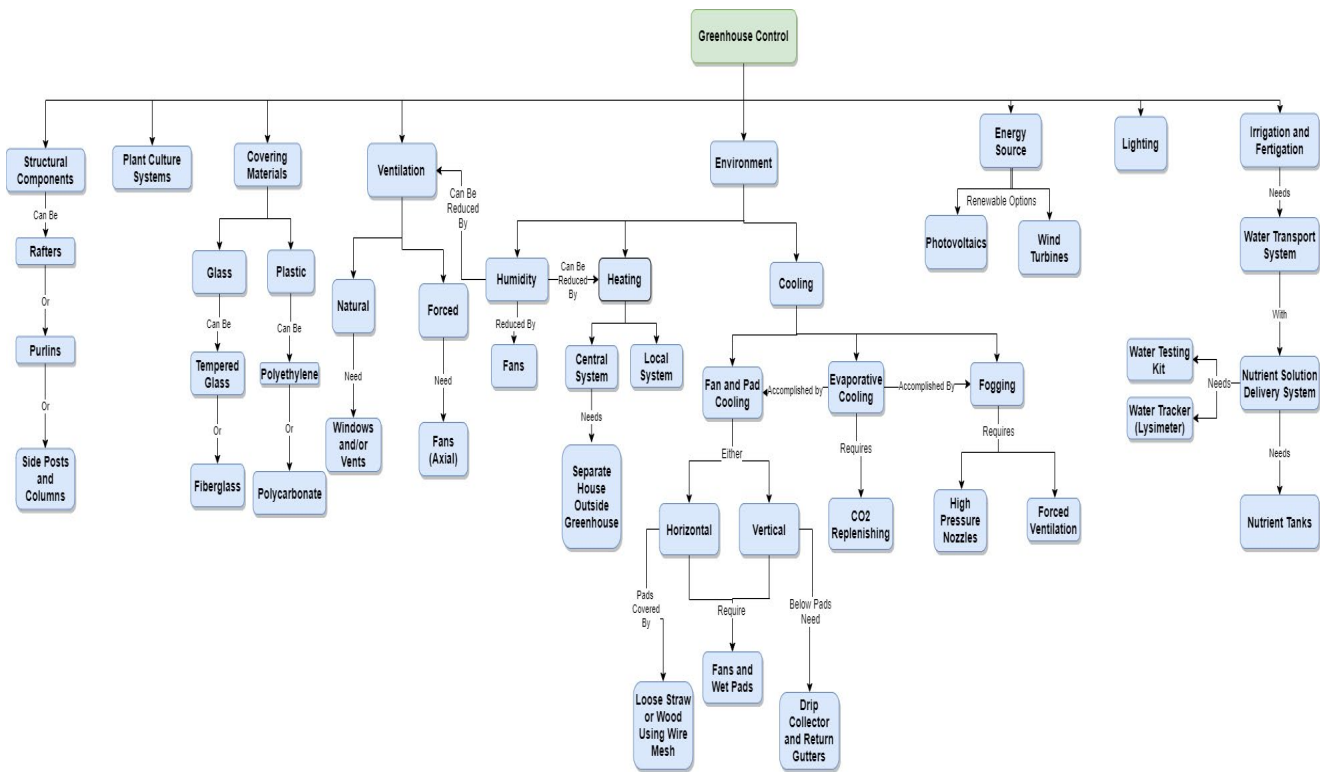 Greenhouse Control
Structural
Components
Plant Culture
Systems
Covering
Materials
Ventilation
Environment
Energy
Source
Lighting
Irrigation and
Fertigation
Can Be
Rafters
Or
Purlins
Or
Side Posts
and
Columns
Glass
Can Be
Tempered
Glass
Or
Fiberglass
Plastic
Can Be
Polyethylene
Or
Polycarbonate
Can Be
Reduced
By
Natural
Need
Windows
and/or
Vents
Forced
Need
Fans
(Axial)
Humidity
Can Be
Reduced
By
Reduced By
Fans
Heating
Central
System
Local
System
Needs
Separate
House
Outside
Greenhouse
Cooling
Fan and Pad
Cooling
Accomplished by
Evaporative
Cooling
Accomplished By
Fogging
Either
Requires
Requires
Horizontal
Vertical
CO2
Replenishing
High
Pressure
Nozzles
Forced
Ventilation
Pads
Covered
By
Require
Below Pads
Need
Loose Straw
or Wood
Using Wire
Mesh
Fans and
Wet Pads
Drip
Collector
and Return
Gutters
Renewable Options
Photovoltaics
Wind
Turbines
Needs
Water Transport
System
With
Nutrient Solution
Delivery System
Needs
Water Testing
Kit
Water Tracker
(Lysimeter)
Needs
Nutrient Tanks